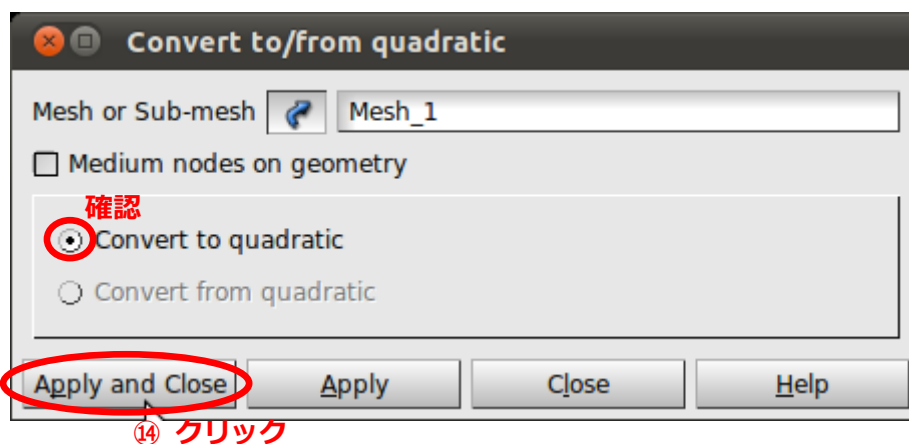 Convert to/from quadratic
Mesh or Sub-mesh Mesh_1
Medium nodes on geometry
確認
Convert to quadratic
Convert from quadratic
Apply and Close Apply Close Help
⑭ クリック